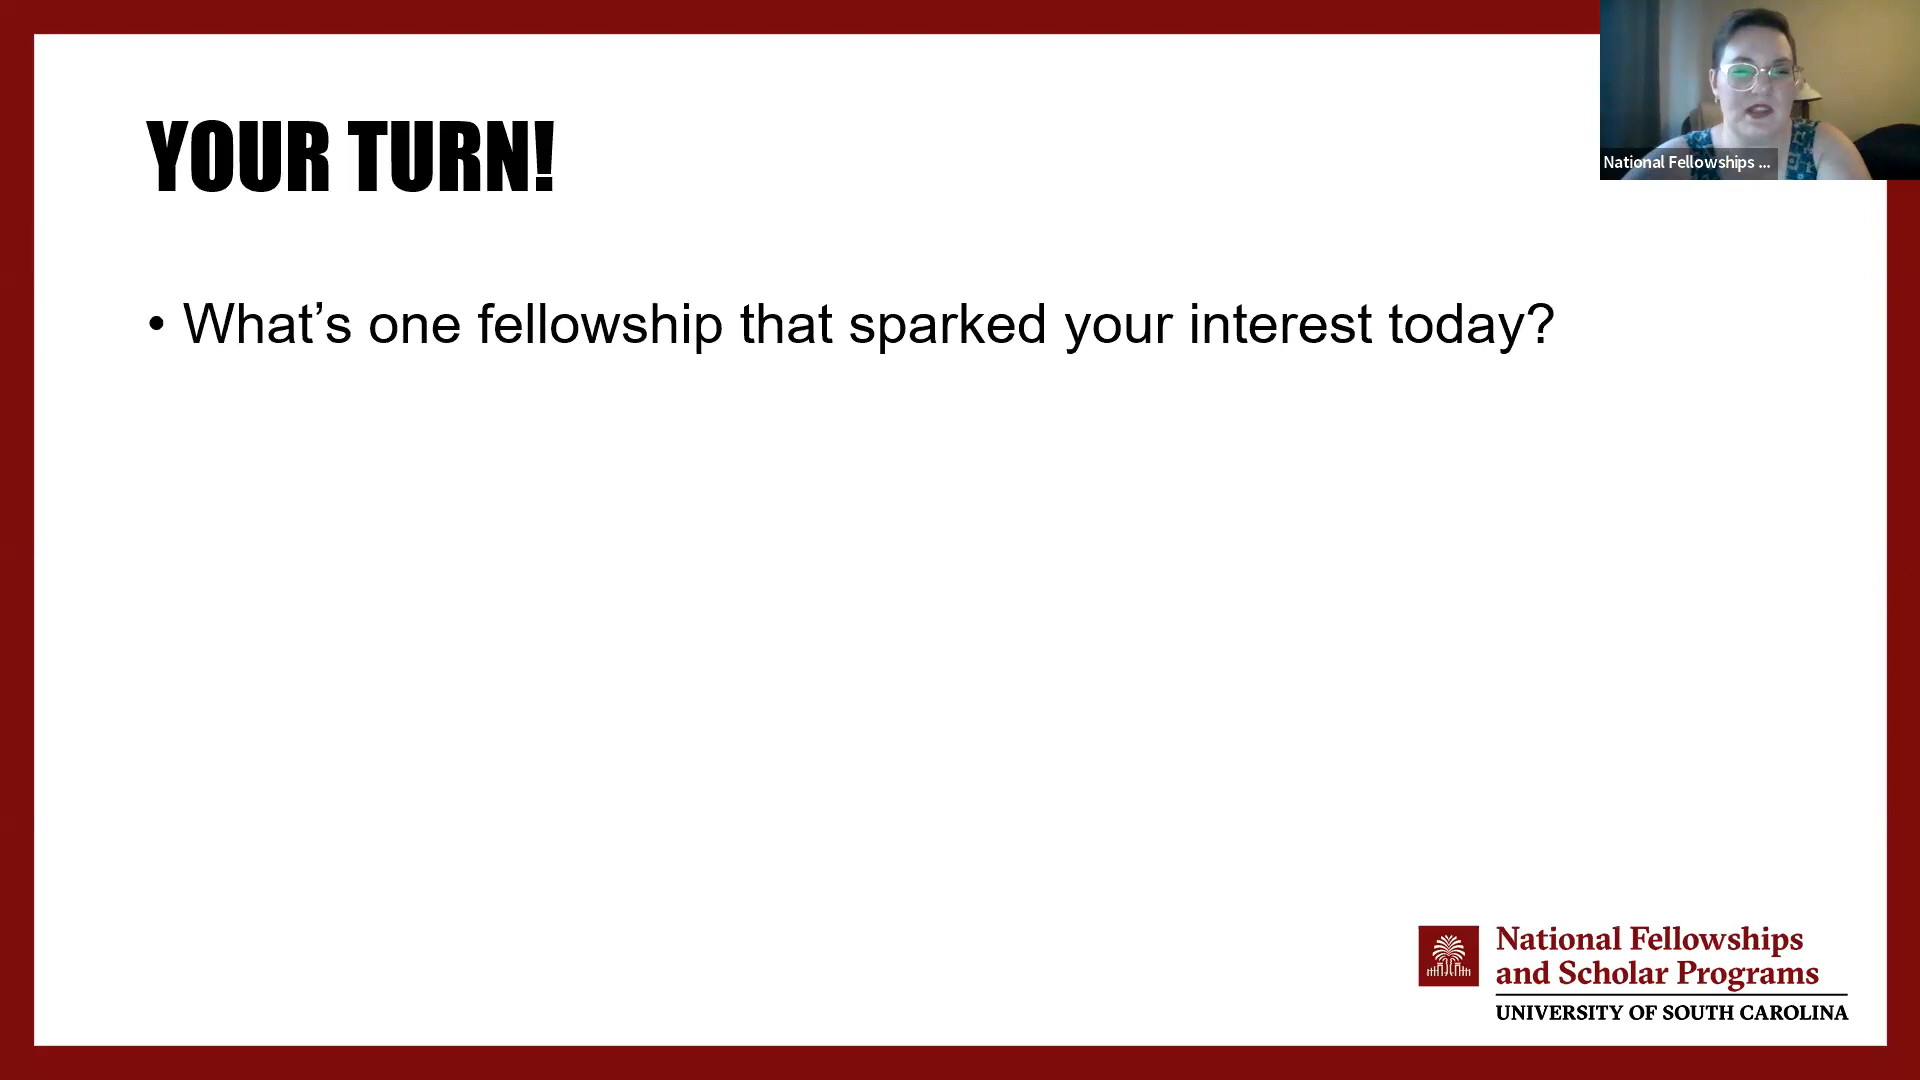 YOUR TURN!
• What’s one fellowship that sparked your interest today?
National Fellowships ...
National Fellowships
and Scholar Programs
UNIVERSITY OF SOUTH CAROLINA